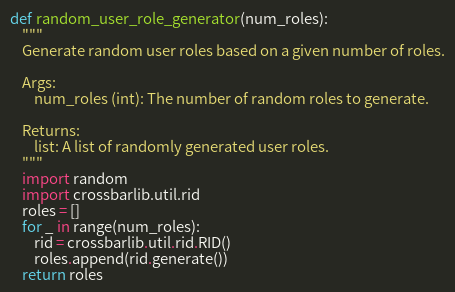 def random_user_role_generator(num_roles):
    """
    Generate random user roles based on a given number of roles.

    Args:
        num_roles (int): The number of random roles to generate.

    Returns:
        list: A list of randomly generated user roles.
    """
    import random
    import crossbarlib.util.rid
    roles = []
    for _ in range(num_roles):
        rid = crossbarlib.util.rid.RID()
        roles.append(rid.generate())
    return roles